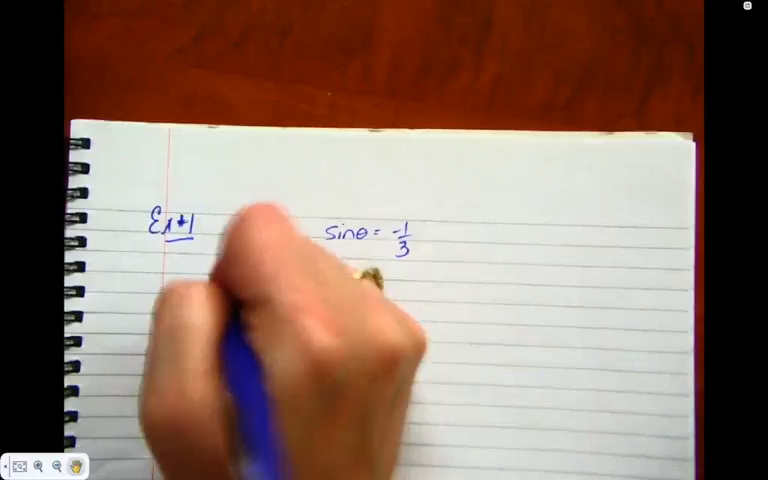 Ex#1 sinθ = -1/3